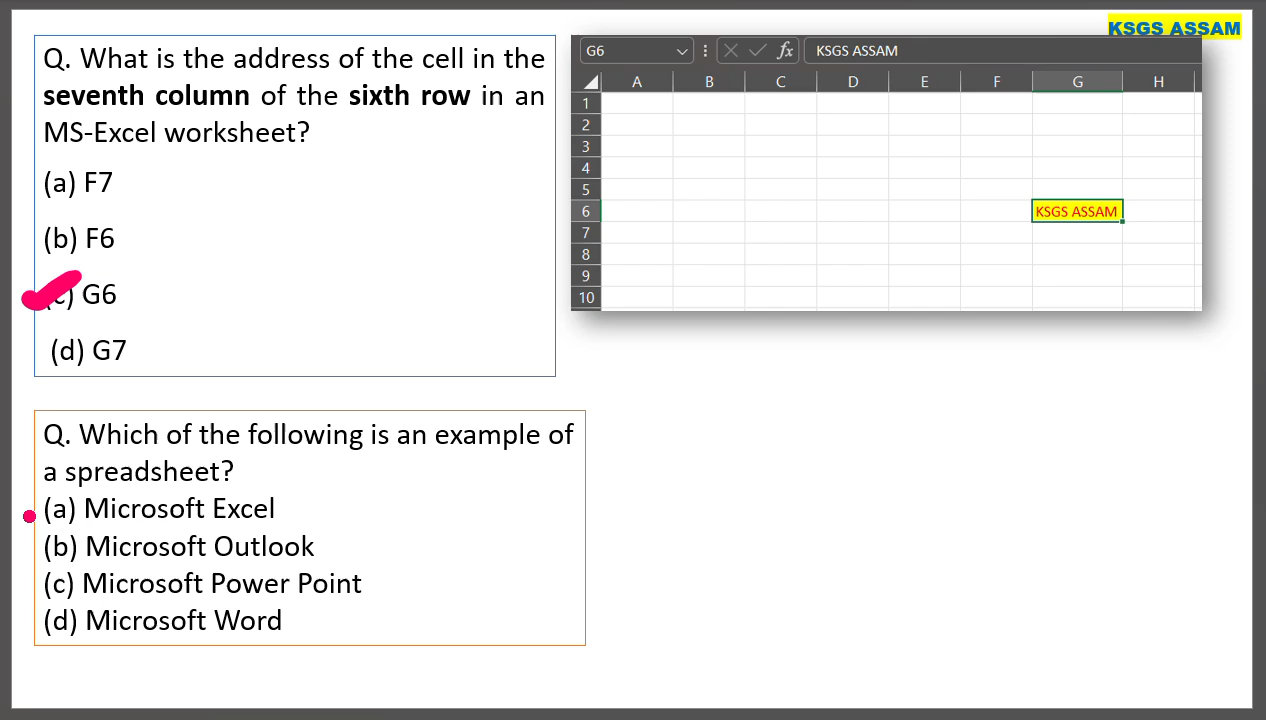 KSGS ASSAM
Q. What is the address of the cell in the
seventh column of the sixth row in an
MS-Excel worksheet?
(a) F7
(b) F6
(c) G6
(d) G7
G6 fx KSGS ASSAM
A B C D E F G H
1
2
3
4
5
6 KSGS ASSAM
7
8
9
10
Q. Which of the following is an example of
a spreadsheet?
(a) Microsoft Excel
(b) Microsoft Outlook
(c) Microsoft Power Point
(d) Microsoft Word